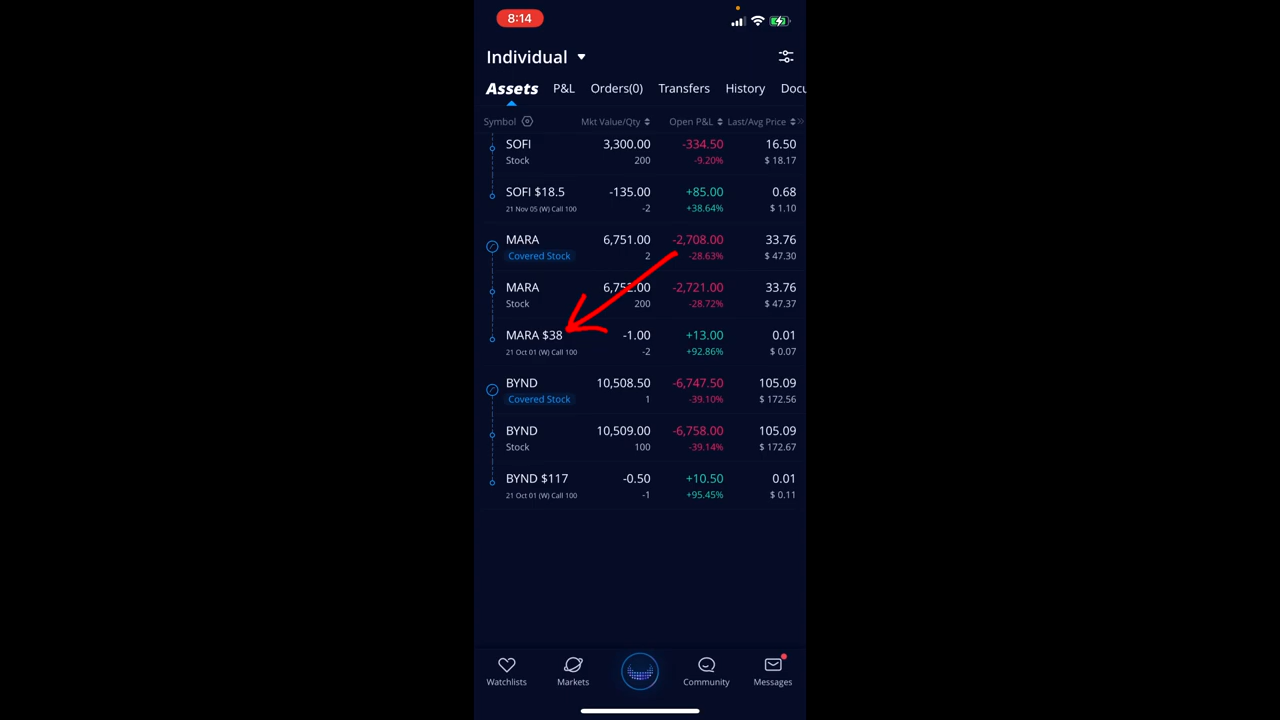 8:14
Individual
Assets P&L Orders(0) Transfers History Docu
Symbol Mkt Value/Qty Open P&L Last/Avg Price
SOFI 3,300.00 -334.50 16.50
Stock 200 -9.20% $ 18.17
SOFI $18.5 -135.00 +85.00 0.68
21 Nov 05 (W) Call 100 -2 +38.64% $ 1.10
MARA 6,751.00 -2,708.00 33.76
Covered Stock 2 -28.63% $ 47.30
MARA 6,752.00 -2,721.00 33.76
Stock 200 -28.72% $ 47.37
MARA $38 -1.00 +13.00 0.01
21 Oct 01 (W) Call 100 -2 +92.86% $ 0.07
BYND 10,508.50 -6,747.50 105.09
Covered Stock 1 -39.10% $ 172.56
BYND 10,509.00 -6,758.00 105.09
Stock 100 -39.14% $ 172.67
BYND $117 -0.50 +10.50 0.01
21 Oct 01 (W) Call 100 -1 +95.45% $ 0.11
Watchlists Markets Community Messages